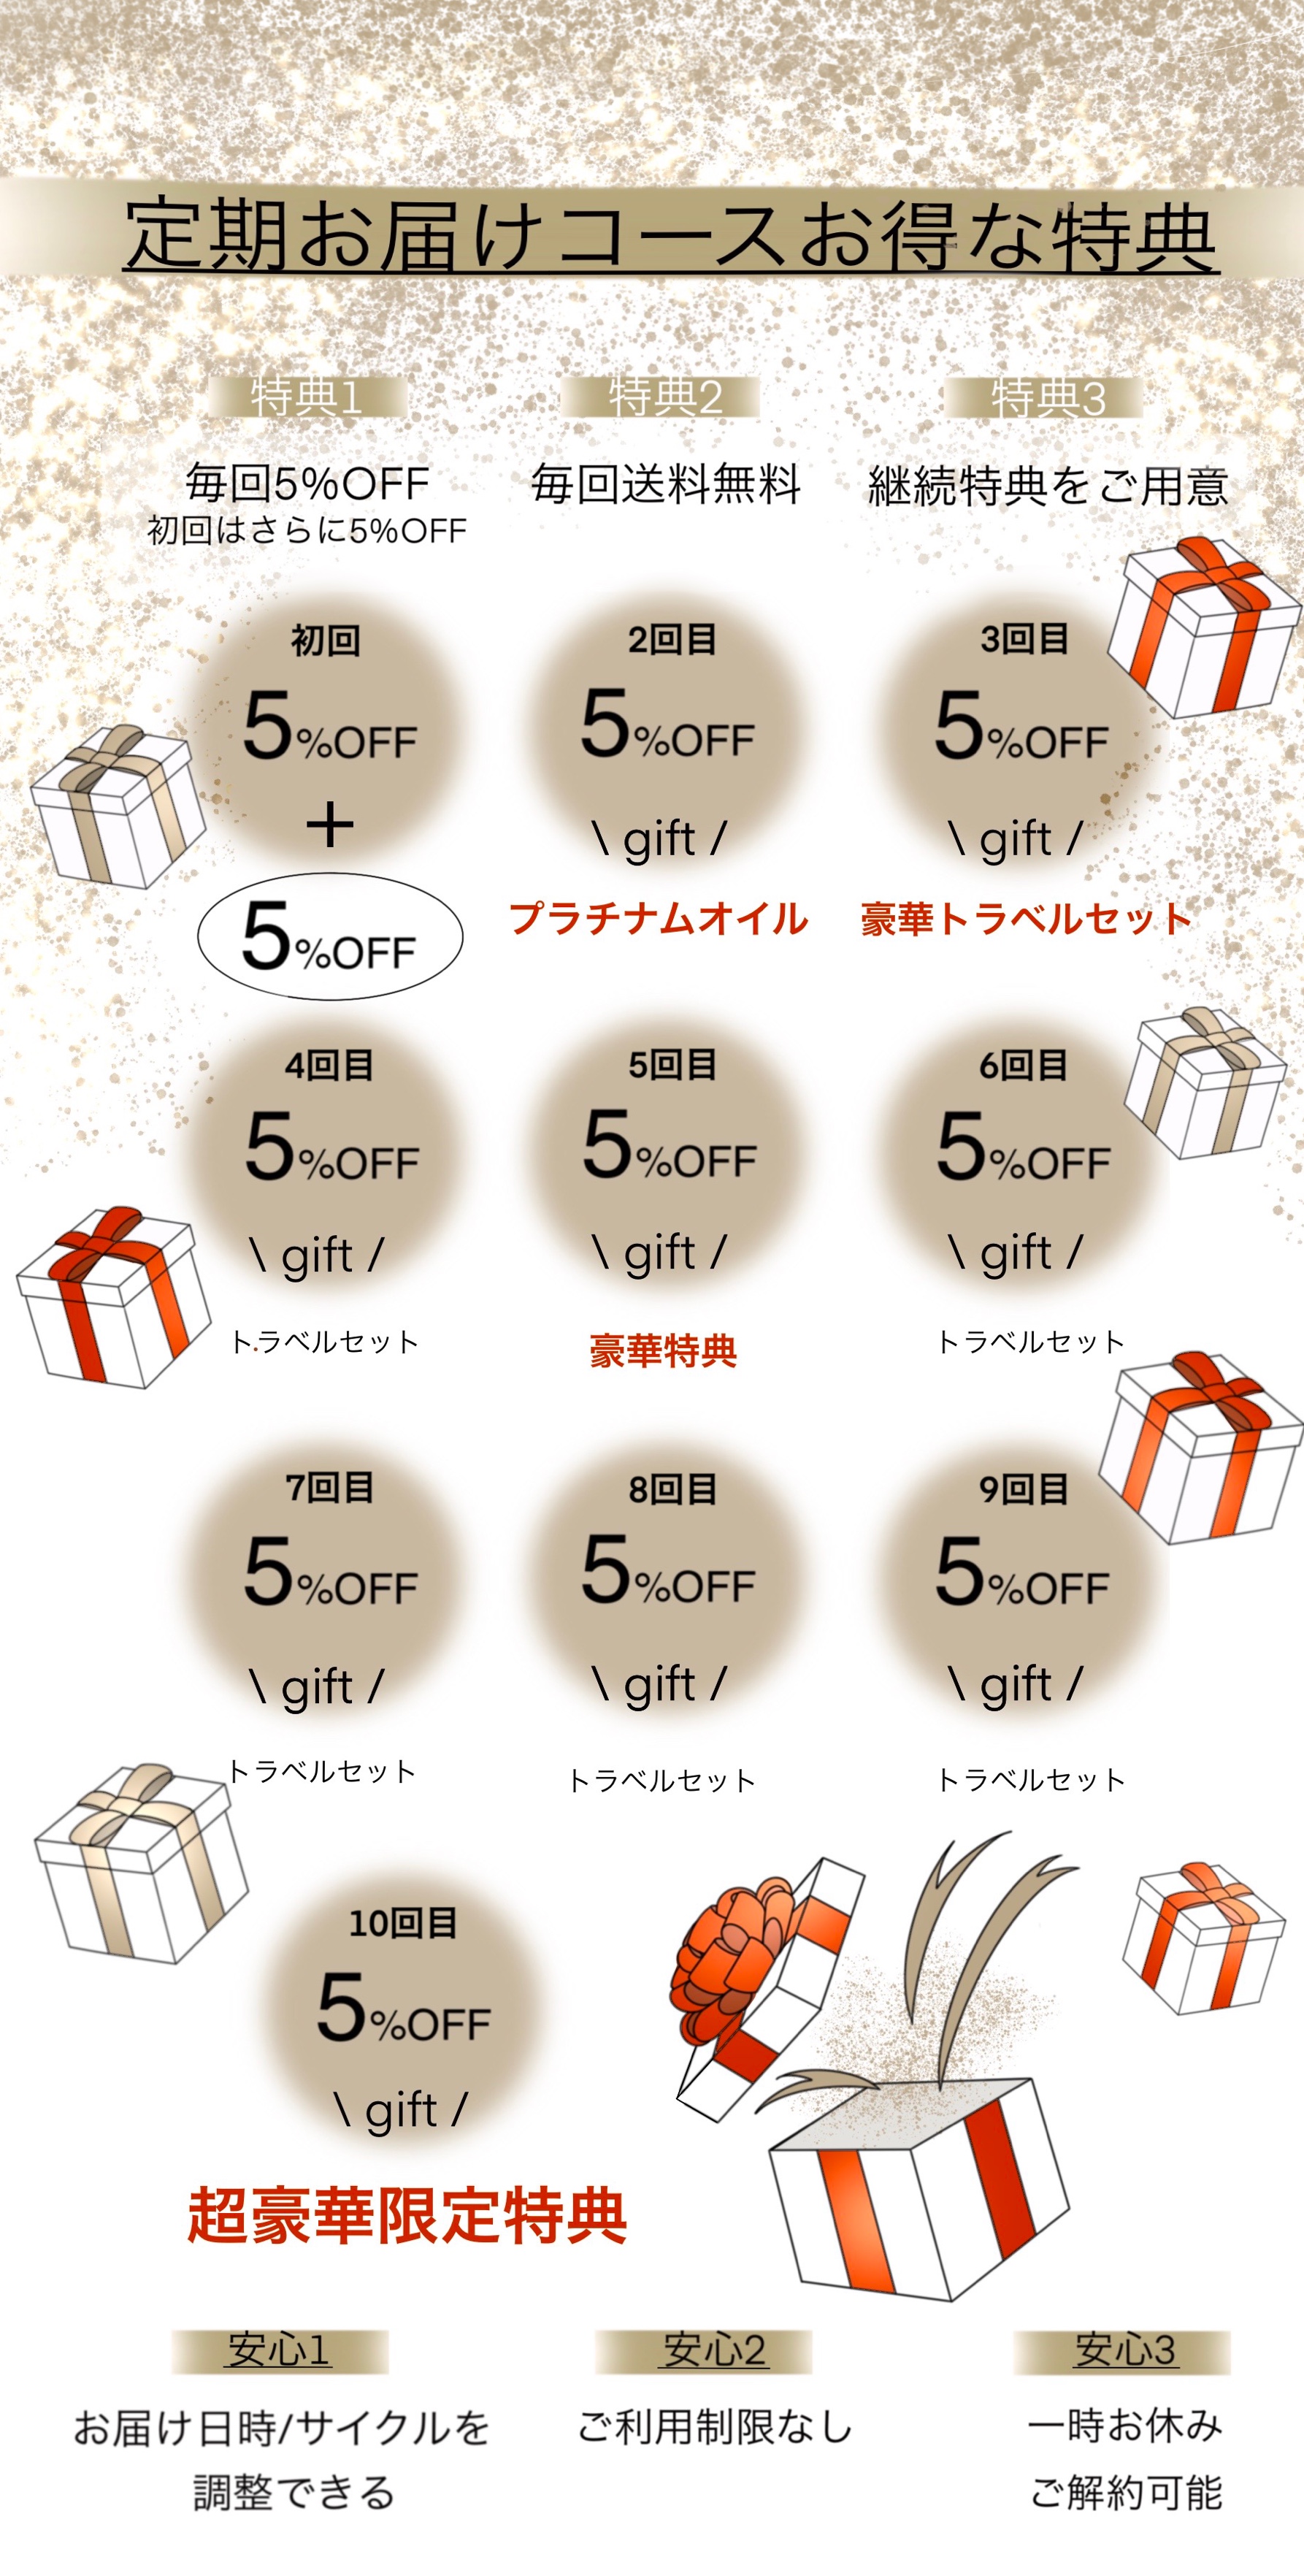 定期お届けコースお得な特典
特典1
毎回5%OFF
初回はさらに5%OFF
特典2
毎回送料無料
特典3
継続特典をご用意
初回
5%OFF
+
5%OFF
2回目
5%OFF
\ gift /
プラチナムオイル
3回目
5%OFF
\ gift /
豪華トラベルセット
4回目
5%OFF
\ gift /
トラベルセット
5回目
5%OFF
\ gift /
豪華特典
6回目
5%OFF
\ gift /
トラベルセット
7回目
5%OFF
\ gift /
トラベルセット
8回目
5%OFF
\ gift /
トラベルセット
9回目
5%OFF
\ gift /
トラベルセット
10回目
5%OFF
\ gift /
超豪華限定特典
安心1
お届け日時/サイクルを
調整できる
安心2
ご利用制限なし
安心3
一時お休み
ご解約可能